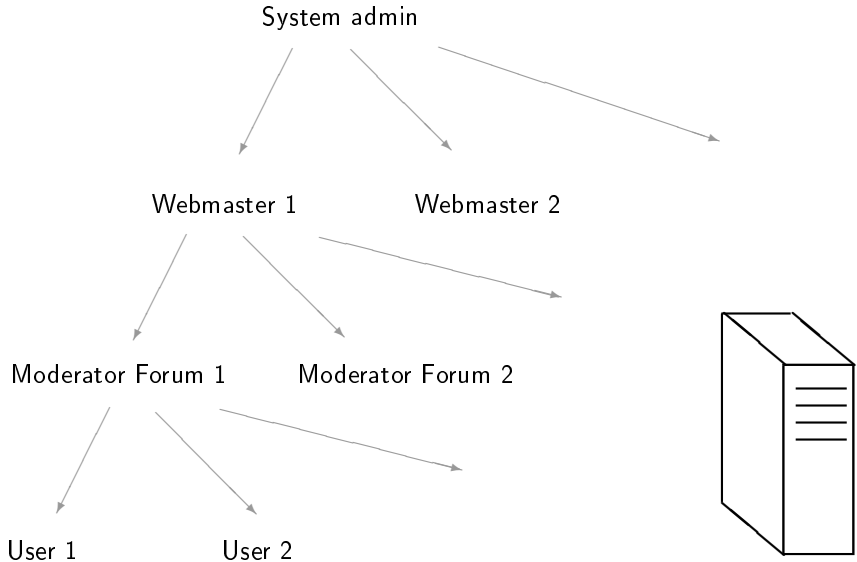 System admin
Webmaster 1
Webmaster 2
Moderator Forum 1
Moderator Forum 2
User 1
User 2